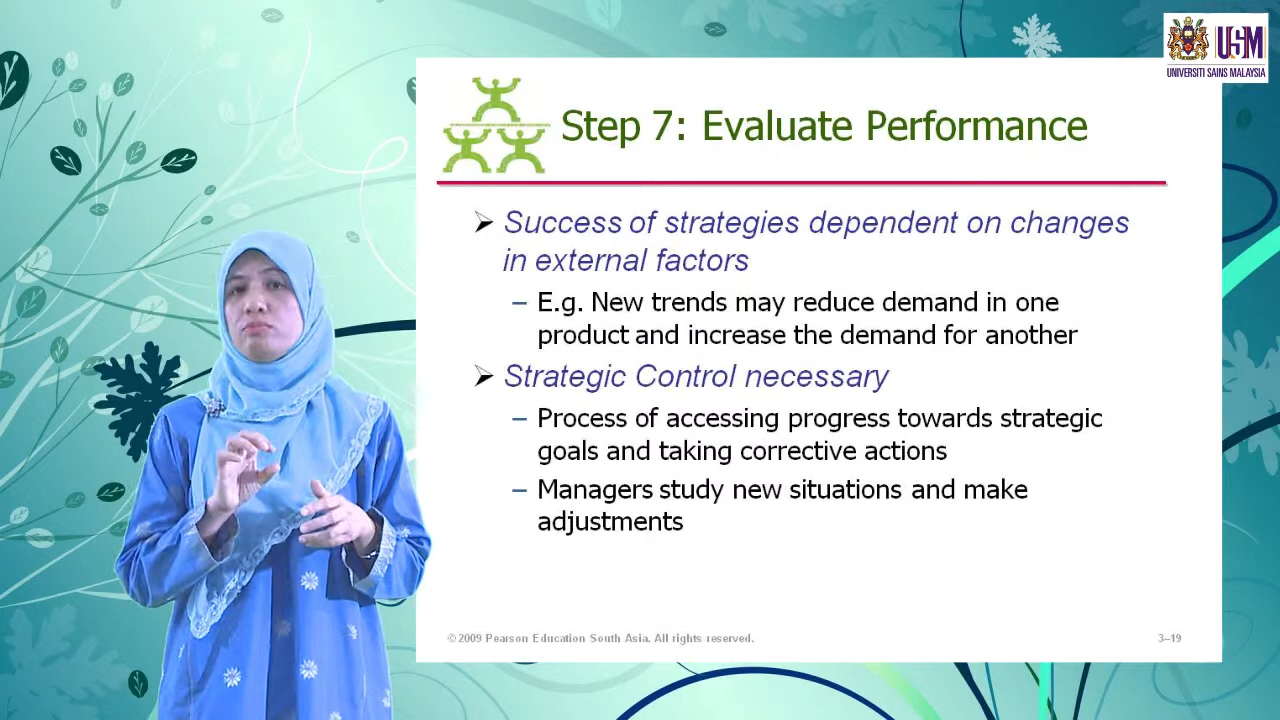 USM
UNIVERSITI SAINS MALAYSIA
Step 7: Evaluate Performance
➢ Success of strategies dependent on changes
in external factors
– E.g. New trends may reduce demand in one
product and increase the demand for another
➢ Strategic Control necessary
– Process of accessing progress towards strategic
goals and taking corrective actions
– Managers study new situations and make
adjustments
©2009 Pearson Education South Asia. All rights reserved.
3–19